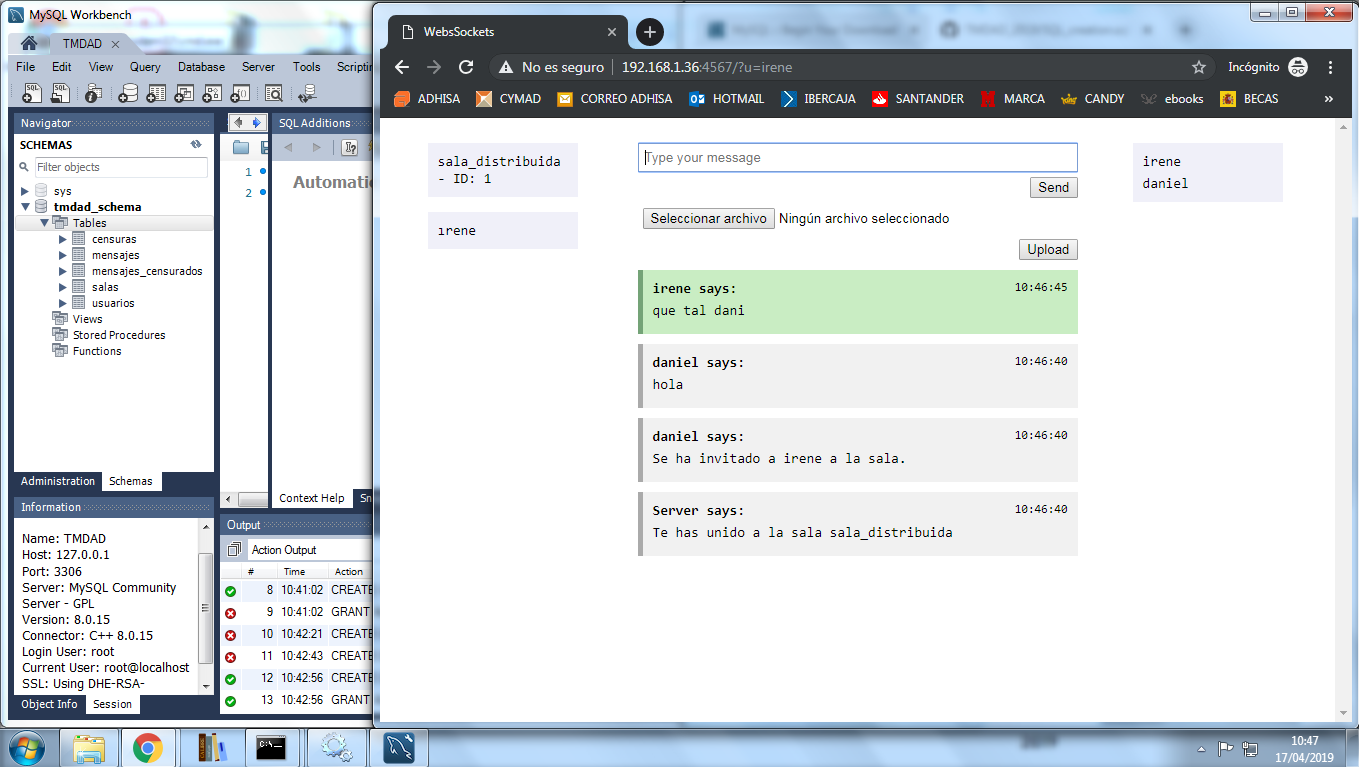 MySQL Workbench
TMDAD
File Edit View Query Database Server Tools Scriptin
Navigator
SCHEMAS
Filter objects
sys
tmdad_schema
Tables
censuras
mensajes
mensajes_censurados
salas
usuarios
Views
Stored Procedures
Functions
Administration Schemas
Information
Name: TMDAD
Host: 127.0.0.1
Port: 3306
Server: MySQL Community
Server - GPL
Version: 8.0.15
Connector: C++ 8.0.15
Login User: root
Current User: root@localhost
SSL: Using DHE-RSA-
Object Info Session
1
2
SQL Additions
Automatic
Context Help Sn
Output
Action Output
# Time Action
8 10:41:02 CREATE
9 10:41:02 GRANT
10 10:42:21 CREATE
11 10:42:43 CREATE
12 10:42:56 CREATE
13 10:42:56 GRANT
WebsSockets
No es seguro 192.168.1.36:4567/?u=irene
Incógnito
ADHISA CYMAD CORREO ADHISA HOTMAIL IBERCAJA SANTANDER MARCA CANDY ebooks BECAS »
sala_distribuida
- ID: 1
irene
Type your message
Send
Seleccionar archivo Ningún archivo seleccionado
Upload
irene says: 10:46:45
que tal dani
daniel says: 10:46:40
hola
daniel says: 10:46:40
Se ha invitado a irene a la sala.
Server says: 10:46:40
Te has unido a la sala sala_distribuida
irene
daniel
10:47
17/04/2019